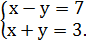 x − y = 7
x + y = 3.